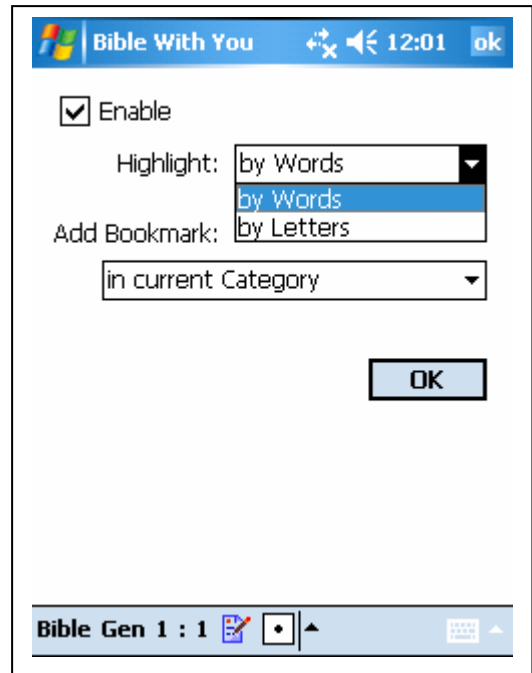 Bible With You 12:01 ok
Enable
Highlight: by Words
by Words
by Letters
Add Bookmark:
in current Category
OK
Bible Gen 1 : 1